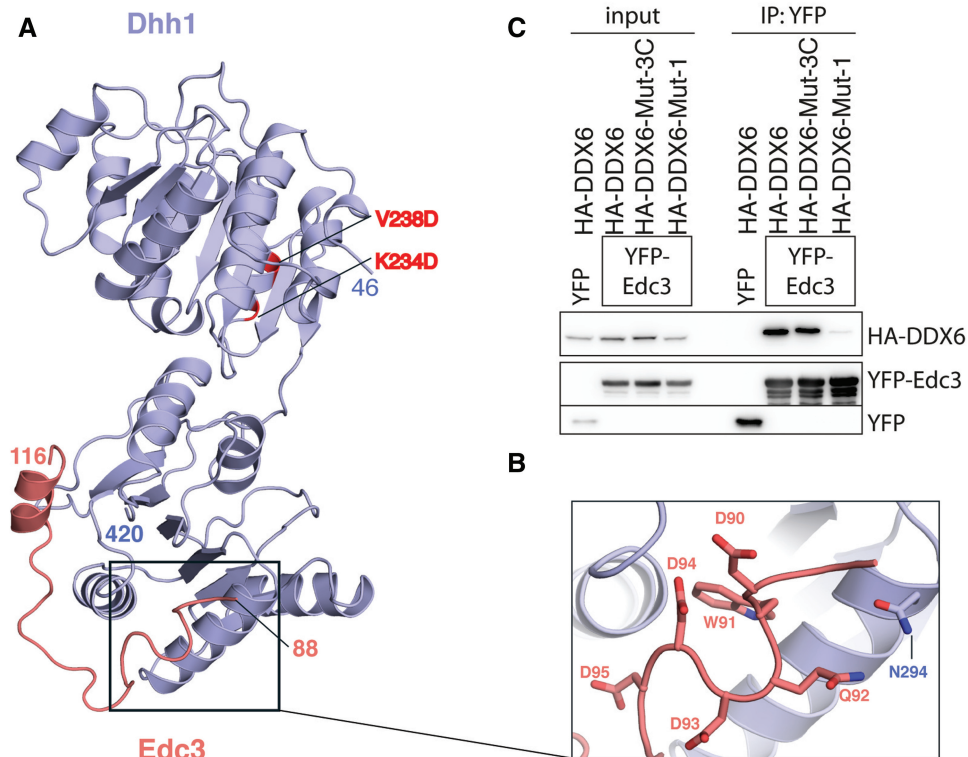 A
Dhh1
V238D
K234D
46
116
420
88
Edc3
C
input
IP: YFP
HA-DDX6
HA-DDX6
HA-DDX6-Mut-3C
HA-DDX6-Mut-1
HA-DDX6
HA-DDX6
HA-DDX6-Mut-3C
HA-DDX6-Mut-1
YFP
YFP-
Edc3
YFP
YFP-
Edc3
HA-DDX6
YFP-Edc3
YFP
B
D90
D94
W91
N294
D95
Q92
D93